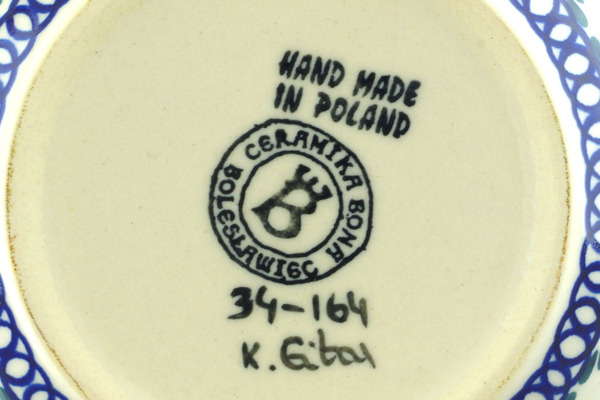 HAND MADE
IN POLAND
CERAMIKA BONA
BOLESŁAWIEC
B
34-164
K.